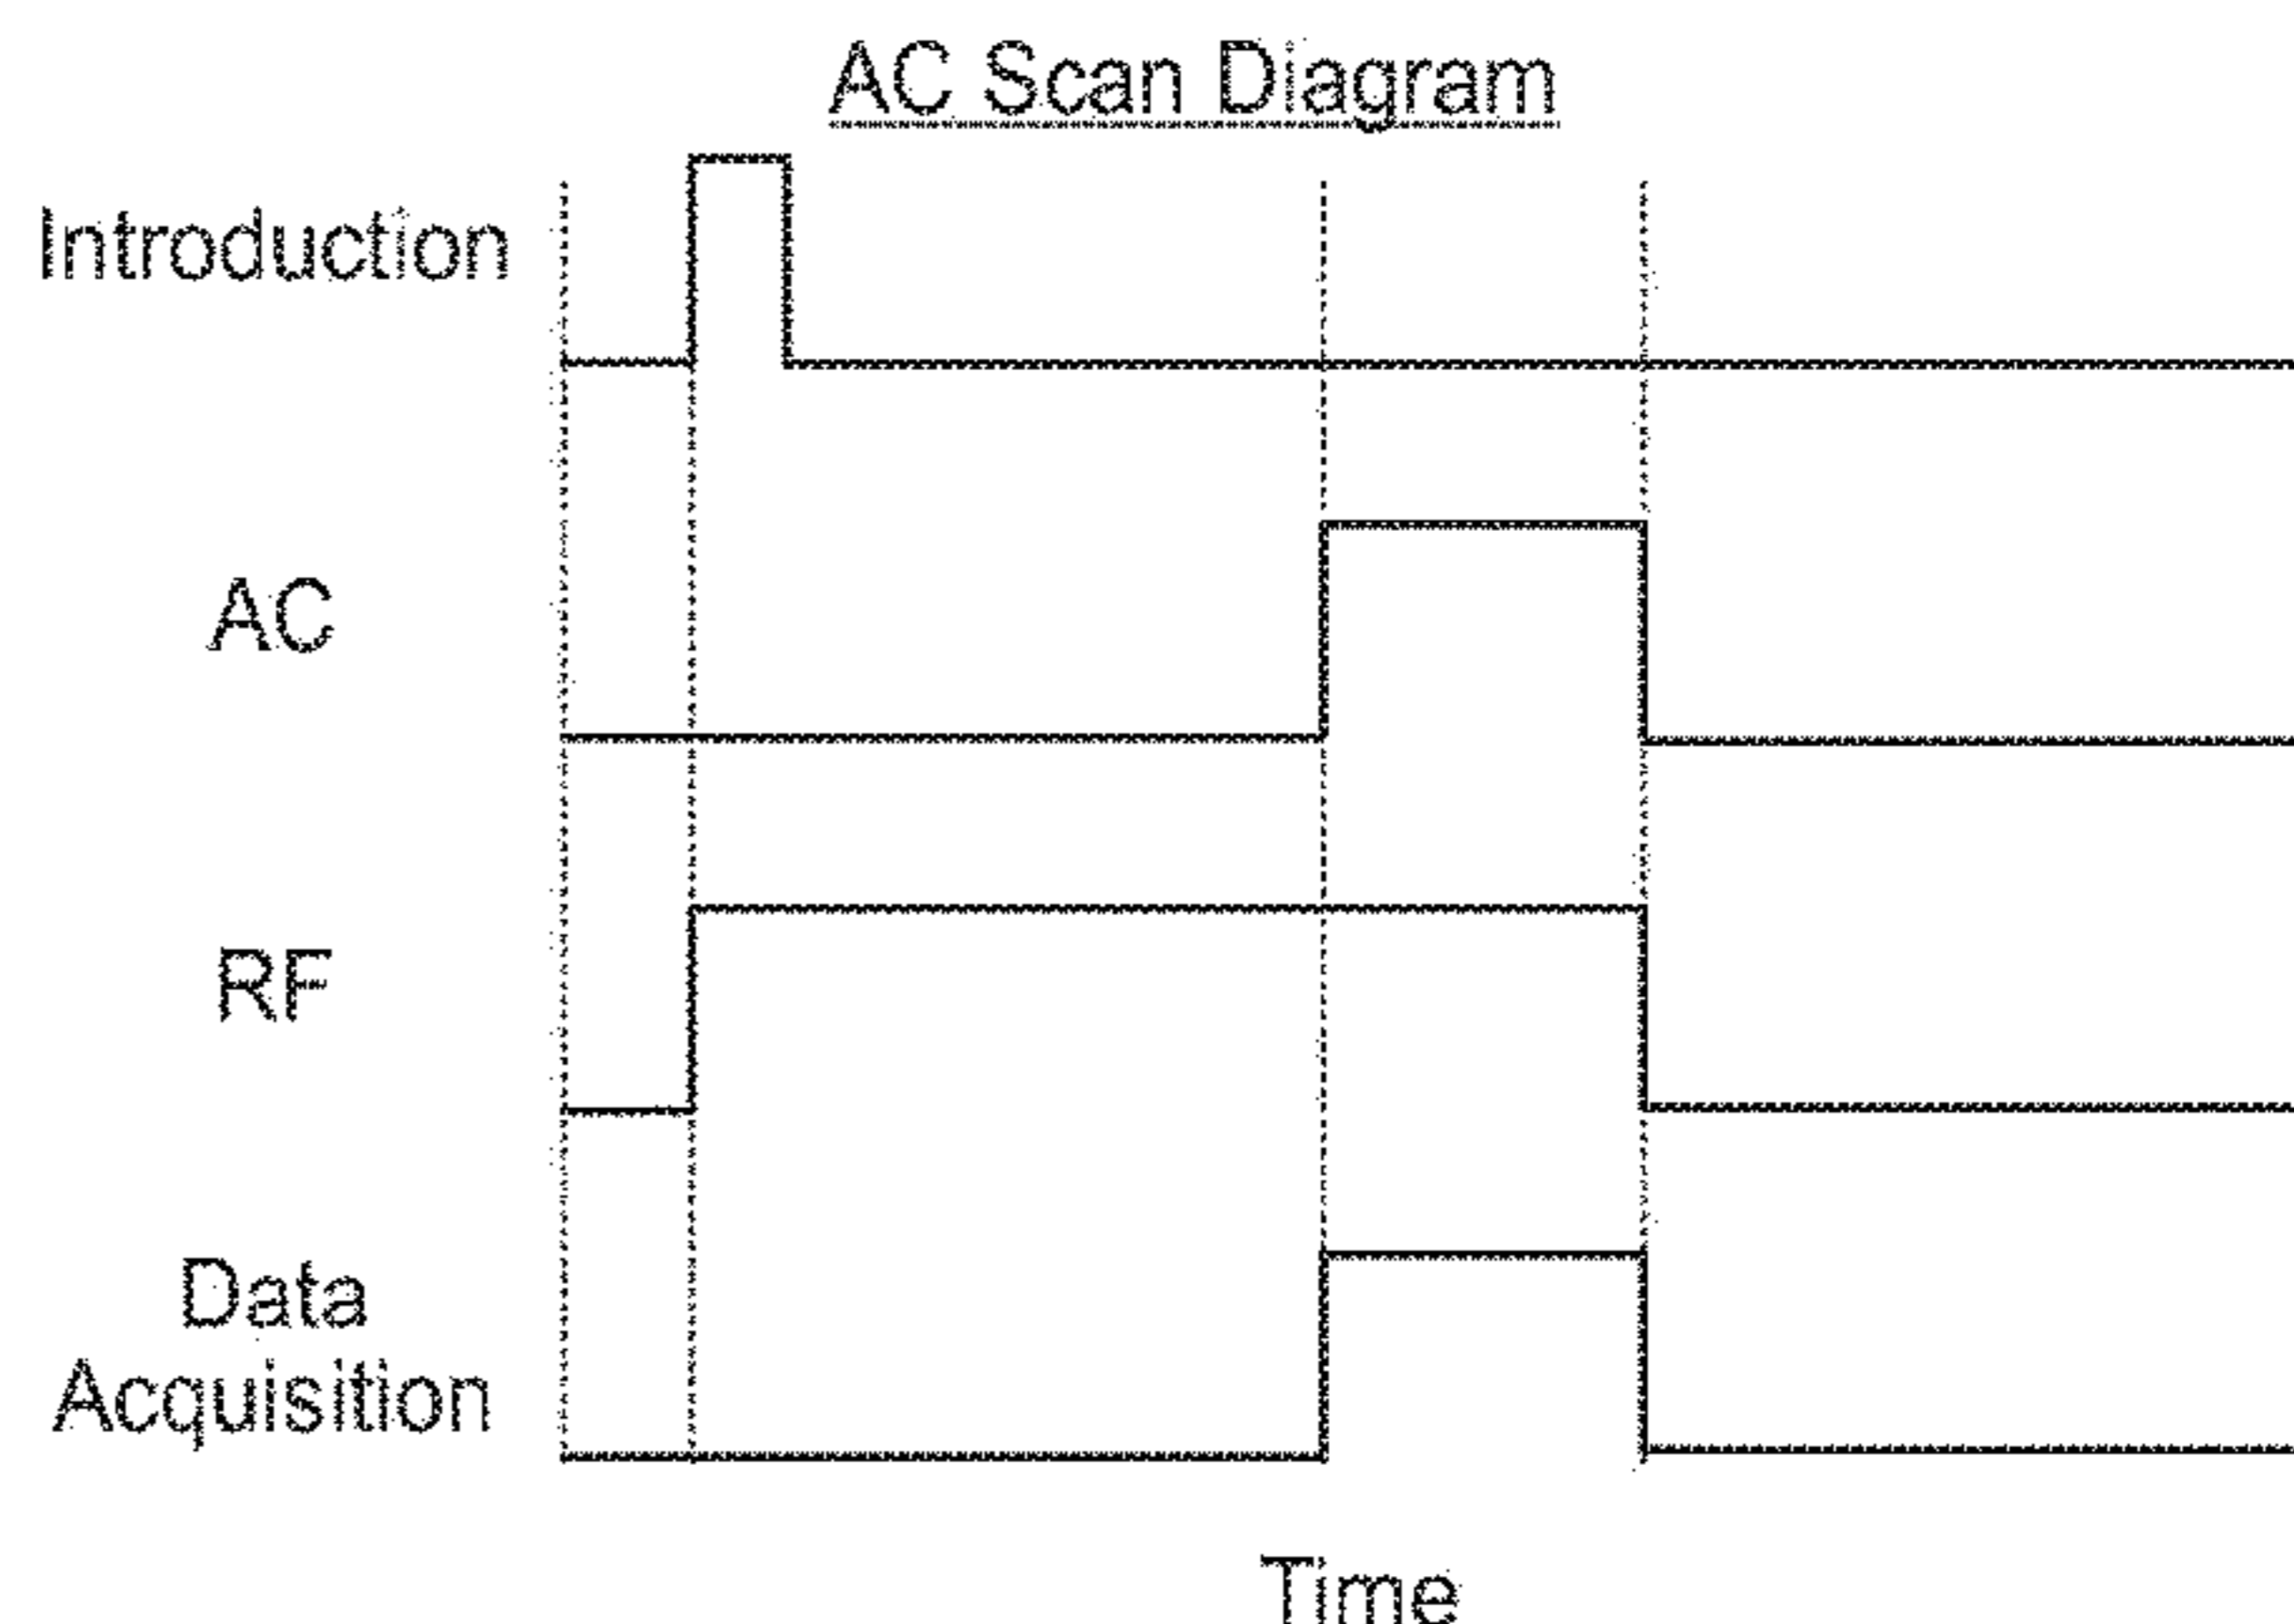 AC Scan Diagram
Introduction
AC
RF
Data
Acquisition
Time